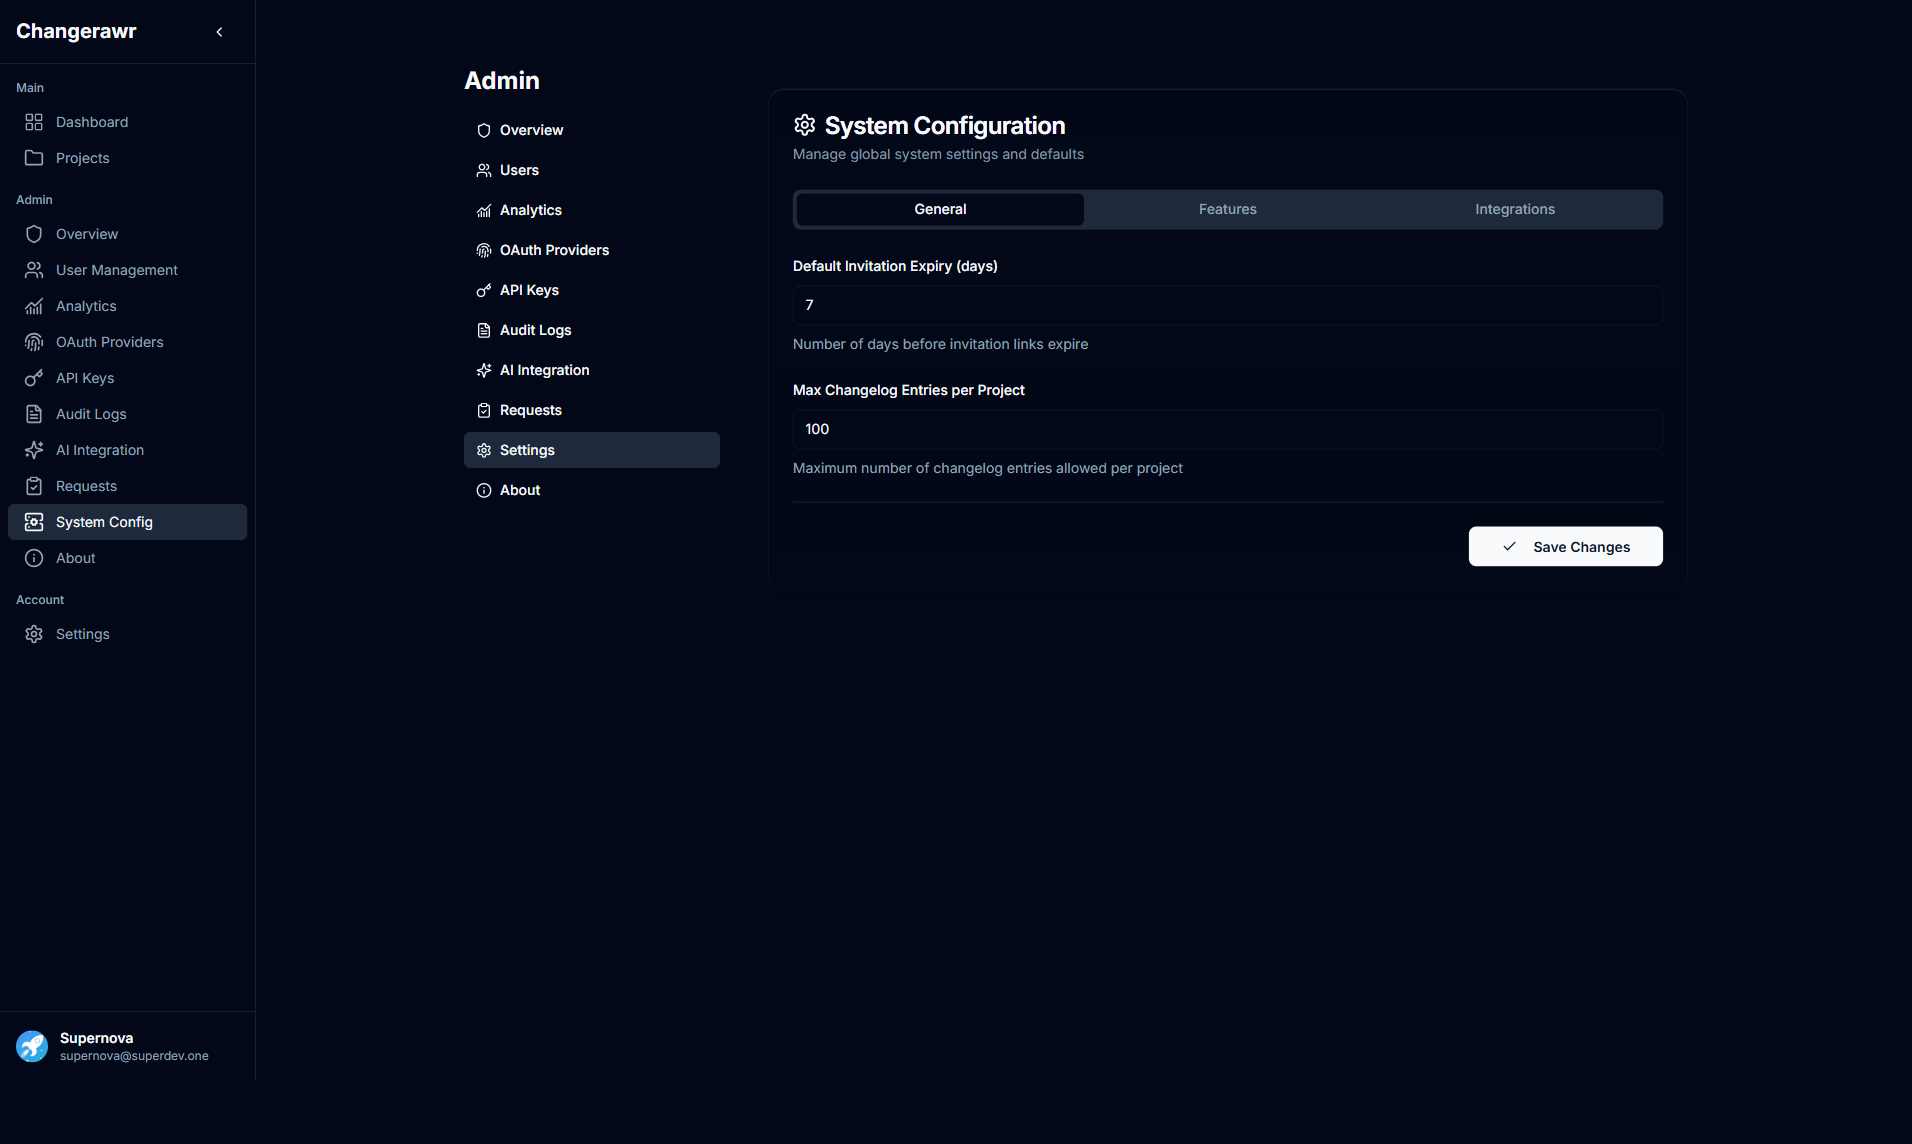 Changerawr
Main
Dashboard
Projects
Admin
Overview
User Management
Analytics
OAuth Providers
API Keys
Audit Logs
AI Integration
Requests
System Config
About
Account
Settings
Supernova
supernova@superdev.one
Admin
Overview
Users
Analytics
OAuth Providers
API Keys
Audit Logs
AI Integration
Requests
Settings
About
System Configuration
Manage global system settings and defaults
General Features Integrations
Default Invitation Expiry (days)
7
Number of days before invitation links expire
Max Changelog Entries per Project
100
Maximum number of changelog entries allowed per project
Save Changes